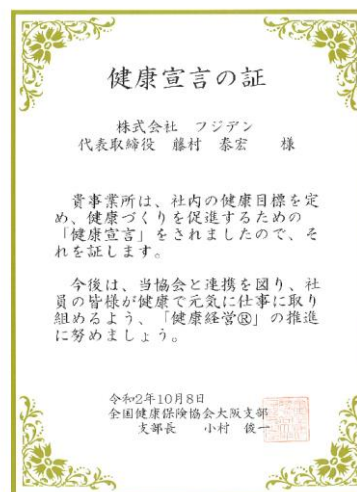 健康宣言の証
株式会社 フジデン
代表取締役 藤村 泰宏 様
貴事業所は、社内の健康目標を定
め、健康づくりを促進するための
「健康宣言」をされましたので、そ
れを証します。
今後は、当協会と連携を図り、社
員の皆様が健康で元気に仕事に取り
組めるよう、「健康経営®」の推進
に努めましょう。
令和2年10月8日
全国健康保険協会大阪支部
支部長 小村 俊一